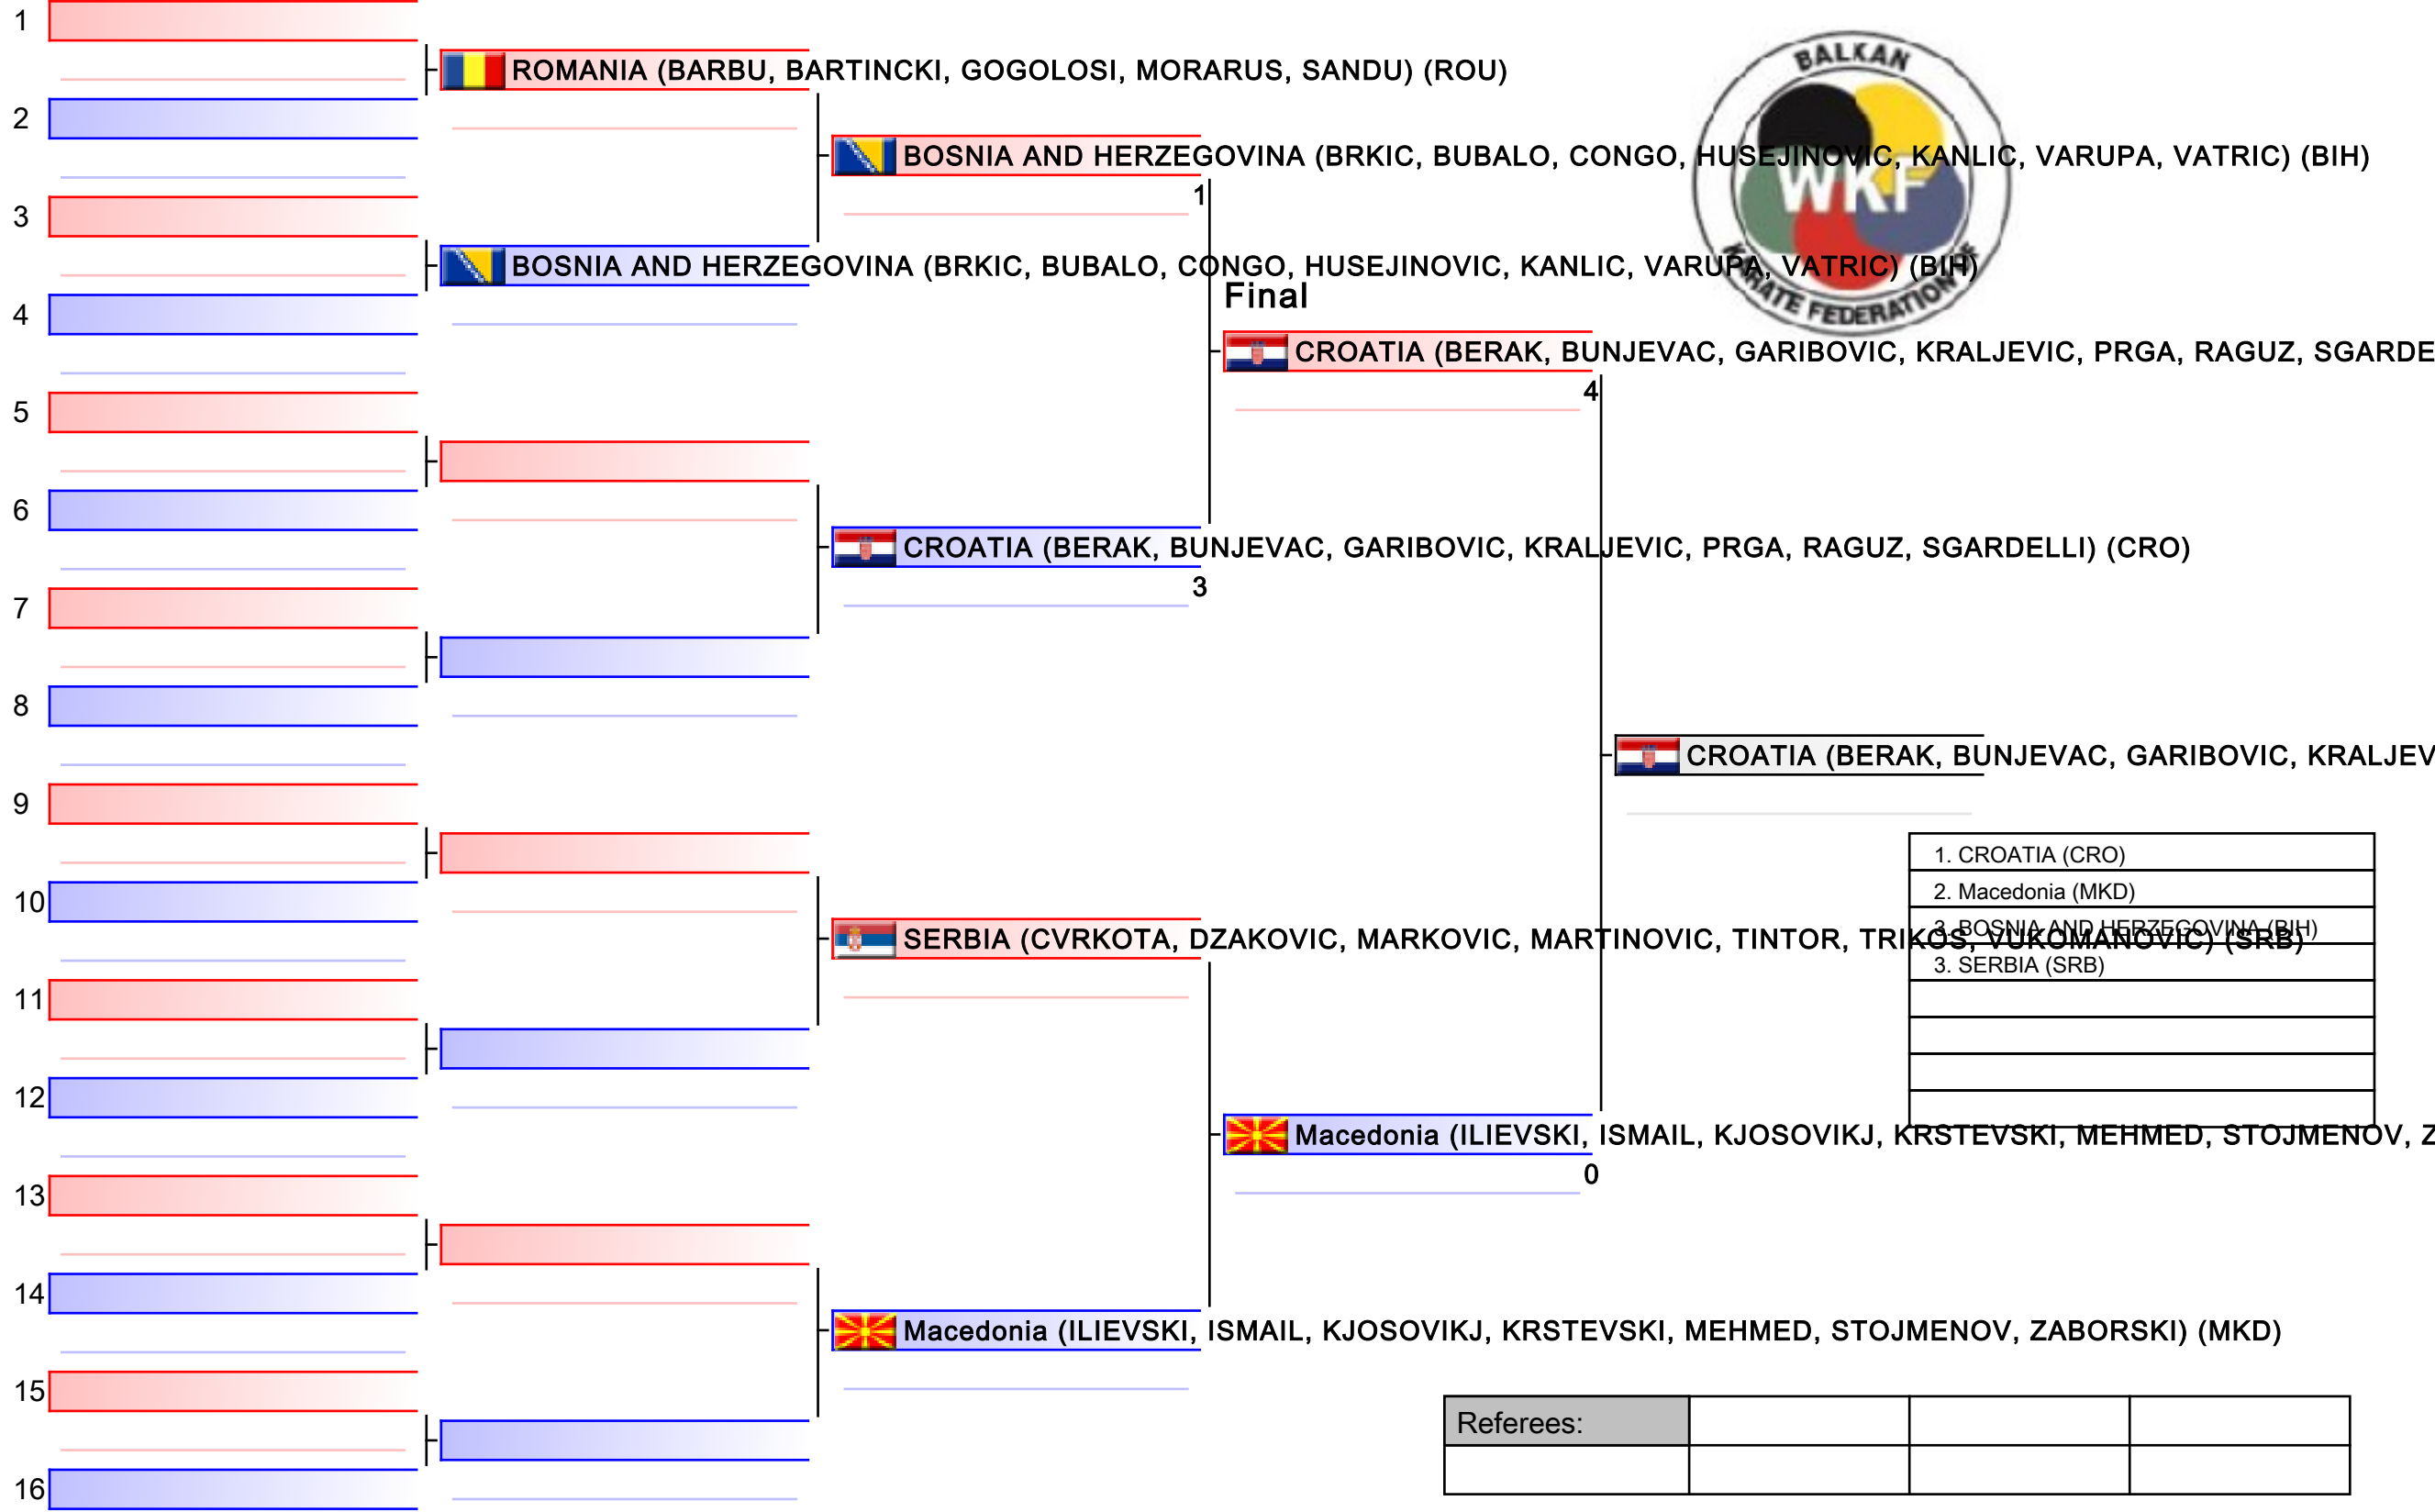 1
ROMANIA (BARBU, BARTINCKI, GOGOLOSI, MORARUS, SANDU) (ROU)
BALKAN
WKF
KARATE FEDERATION OF
2
BOSNIA AND HERZEGOVINA (BRKIC, BUBALO, CONGO, HUSEJINOVIC, KANLIC, VARUPA, VATRIC) (BIH)
1
3
BOSNIA AND HERZEGOVINA (BRKIC, BUBALO, CONGO, HUSEJINOVIC, KANLIC, VARUPA, VATRIC) (BIH)
Final
4
CROATIA (BERAK, BUNJEVAC, GARIBOVIC, KRALJEVIC, PRGA, RAGUZ, SGARDE
4
5
6
CROATIA (BERAK, BUNJEVAC, GARIBOVIC, KRALJEVIC, PRGA, RAGUZ, SGARDELLI) (CRO)
3
7
8
CROATIA (BERAK, BUNJEVAC, GARIBOVIC, KRALJEV
9
1. CROATIA (CRO)
2. Macedonia (MKD)
3. BOSNIA AND HERZEGOVINA (BIH)
3. SERBIA (SRB)
10
SERBIA (CVRKOTA, DZAKOVIC, MARKOVIC, MARTINOVIC, TINTOR, TRIKOS, VUKOMANOVIC) (SRB)
11
12
Macedonia (ILIEVSKI, ISMAIL, KJOSOVIKJ, KRSTEVSKI, MEHMED, STOJMENOV, Z
0
13
14
Macedonia (ILIEVSKI, ISMAIL, KJOSOVIKJ, KRSTEVSKI, MEHMED, STOJMENOV, ZABORSKI) (MKD)
15
Referees:
16